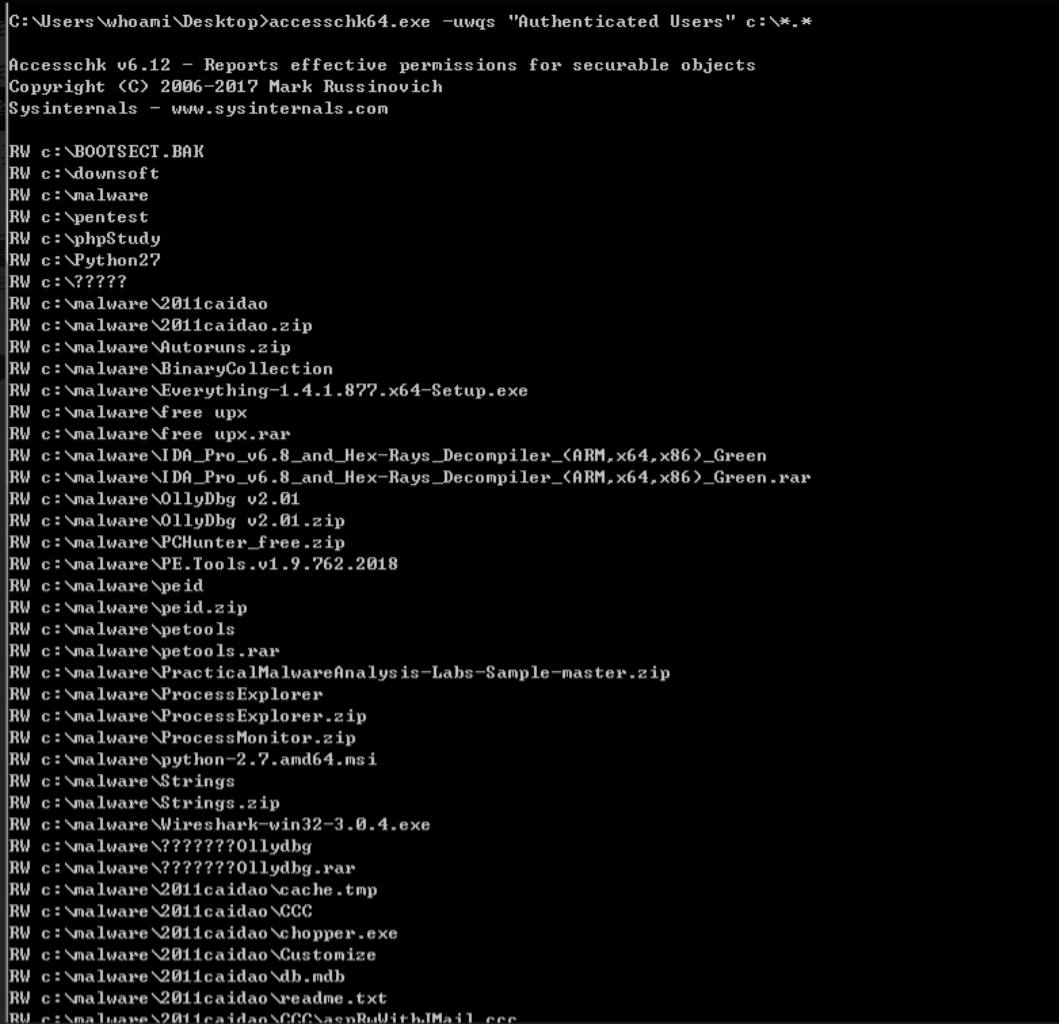 C:\Users\whoami\Desktop>accesschk64.exe -uwqs "Authenticated Users" c:\*.*
Accesschk v6.12 - Reports effective permissions for securable objects
Copyright (C) 2006-2017 Mark Russinovich
Sysinternals - www.sysinternals.com
RW c:\BOOTSECT.BAK
RW c:\downsoft
RW c:\malware
RW c:\pentest
RW c:\phpStudy
RW c:\Python27
RW c:\?????
RW c:\malware\2011caidao
RW c:\malware\2011caidao.zip
RW c:\malware\Autoruns.zip
RW c:\malware\BinaryCollection
RW c:\malware\Everything-1.4.1.877.x64-Setup.exe
RW c:\malware\free upx
RW c:\malware\free upx.rar
RW c:\malware\IDA_Pro_v6.8_and_Hex-Rays_Decompiler_(ARM,x64,x86)_Green
RW c:\malware\IDA_Pro_v6.8_and_Hex-Rays_Decompiler_(ARM,x64,x86)_Green.rar
RW c:\malware\OllyDbg v2.01
RW c:\malware\OllyDbg v2.01.zip
RW c:\malware\PCHunter_free.zip
RW c:\malware\PE.Tools.v1.9.762.2018
RW c:\malware\peid
RW c:\malware\peid.zip
RW c:\malware\petools
RW c:\malware\petools.rar
RW c:\malware\PracticalMalwareAnalysis-Labs-Sample-master.zip
RW c:\malware\ProcessExplorer
RW c:\malware\ProcessExplorer.zip
RW c:\malware\ProcessMonitor.zip
RW c:\malware\python-2.7.amd64.msi
RW c:\malware\Strings
RW c:\malware\Strings.zip
RW c:\malware\Wireshark-win32-3.0.4.exe
RW c:\malware\???????Ollydbg
RW c:\malware\???????Ollydbg.rar
RW c:\malware\2011caidao\cache.tmp
RW c:\malware\2011caidao\CCC
RW c:\malware\2011caidao\chopper.exe
RW c:\malware\2011caidao\Customize
RW c:\malware\2011caidao\db.mdb
RW c:\malware\2011caidao\readme.txt
RW c:\malware\2011caidao\CCC\aspRwWithJMail.ccc